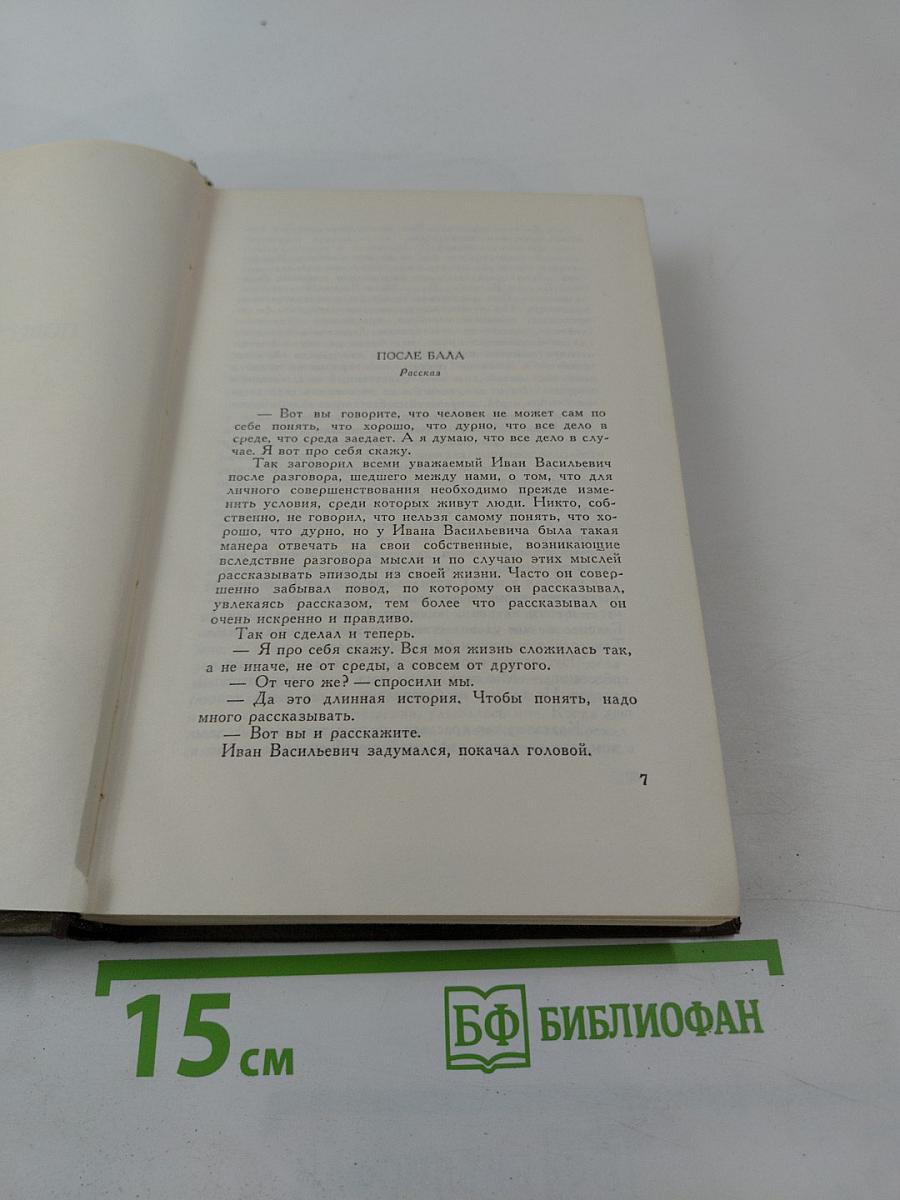 ПОСЛЕ БАЛА
Рассказ
— Вот вы говорите, что человек не может сам по
себе понять, что хорошо, что дурно, что все дело в
среде, что среда заедает. А я думаю, что все дело в слу-
чае. Я вот про себя скажу.
Так заговорил всеми уважаемый Иван Васильевич
после разговора, шедшего между нами, о том, что для
личного совершенствования необходимо прежде изме-
нить условия, среди которых живут люди. Никто, соб-
ственно, не говорил, что нельзя самому понять, что хо-
рошо, что дурно, но у Ивана Васильевича была такая
манера отвечать на свои собственные, возникающие
вследствие разговора мысли и по случаю этих мыслей
рассказывать эпизоды из своей жизни. Часто он совер-
шенно забывал повод, по которому он рассказывал,
увлекаясь рассказом, тем более что рассказывал он
очень искренно и правдиво.
Так он сделал и теперь.
— Я про себя скажу. Вся моя жизнь сложилась так,
а не иначе, не от среды, а совсем от другого.
— От чего же? — спросили мы.
— Да это длинная история. Чтобы понять, надо
много рассказывать.
— Вот вы и расскажите.
Иван Васильевич задумался, покачал головой.
7
15 см
БФ БИБЛИОФАН